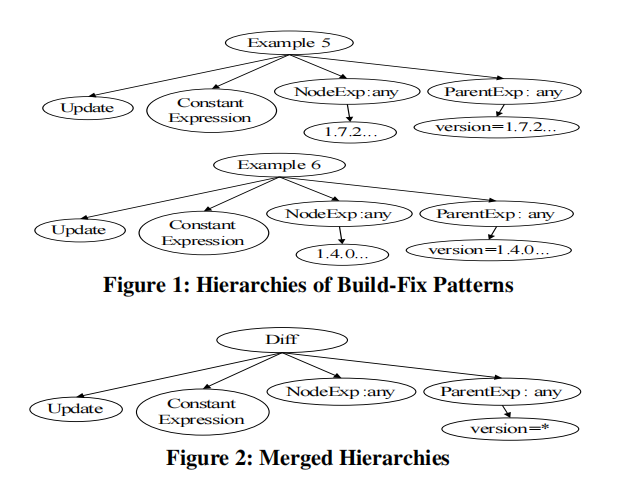 Example 5
Update
Constant
Expression
NodeExp:any
ParentExp: any
1.7.2...
version=1.7.2...
Example 6
Update
Constant
Expression
NodeExp:any
ParentExp: any
1.4.0...
version=1.4.0...
Figure 1: Hierarchies of Build-Fix Patterns
Diff
Update
Constant
Expression
NodeExp:any
ParentExp: any
version=*
Figure 2: Merged Hierarchies